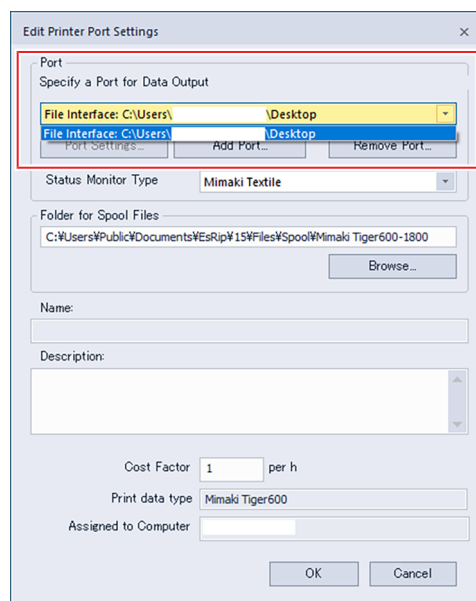 Edit Printer Port Settings
Port
Specify a Port for Data Output
File Interface: C:\Users\ \Desktop
File Interface: C:\Users\ \Desktop
Port Settings... Add Port... Remove Port...
Status Monitor Type Mimaki Textile
Folder for Spool Files
C:¥Users¥Public¥Documents¥EsRip¥15¥Files¥Spool¥Mimaki Tiger600-1800
Browse...
Name:
Description:
Cost Factor 1 per h
Print data type Mimaki Tiger600
Assigned to Computer
OK Cancel